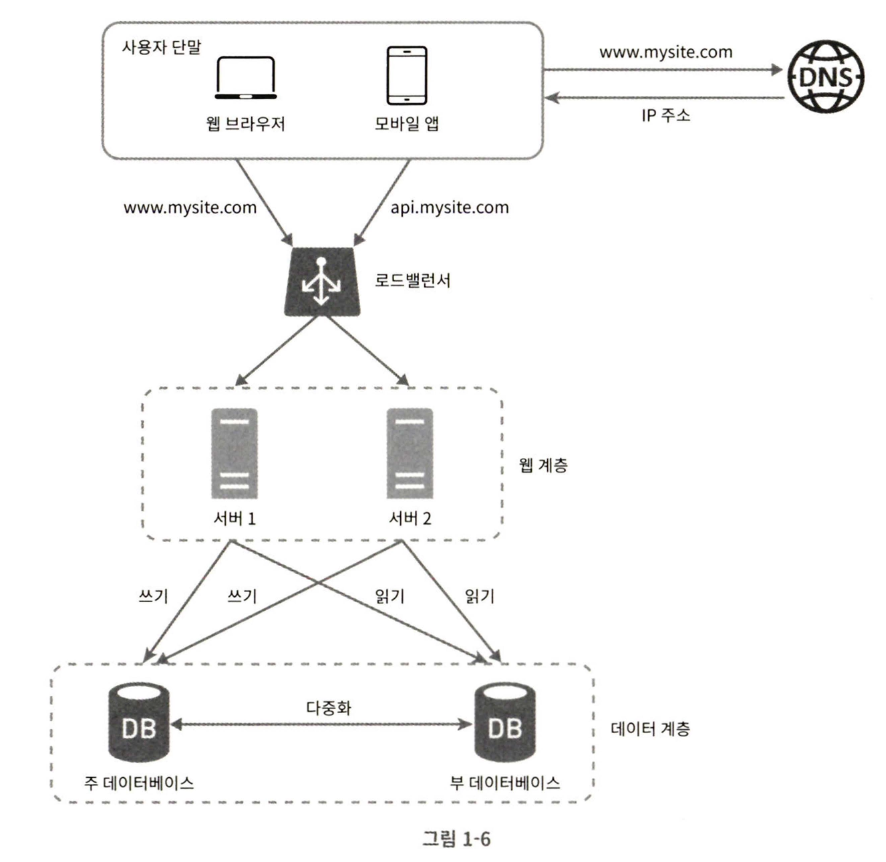 사용자 단말
웹 브라우저
모바일 앱
www.mysite.com
DNS
IP 주소
www.mysite.com
api.mysite.com
로드밸런서
서버 1
서버 2
웹 계층
쓰기
쓰기
읽기
읽기
DB
다중화
DB
데이터 계층
주 데이터베이스
부 데이터베이스
그림 1-6